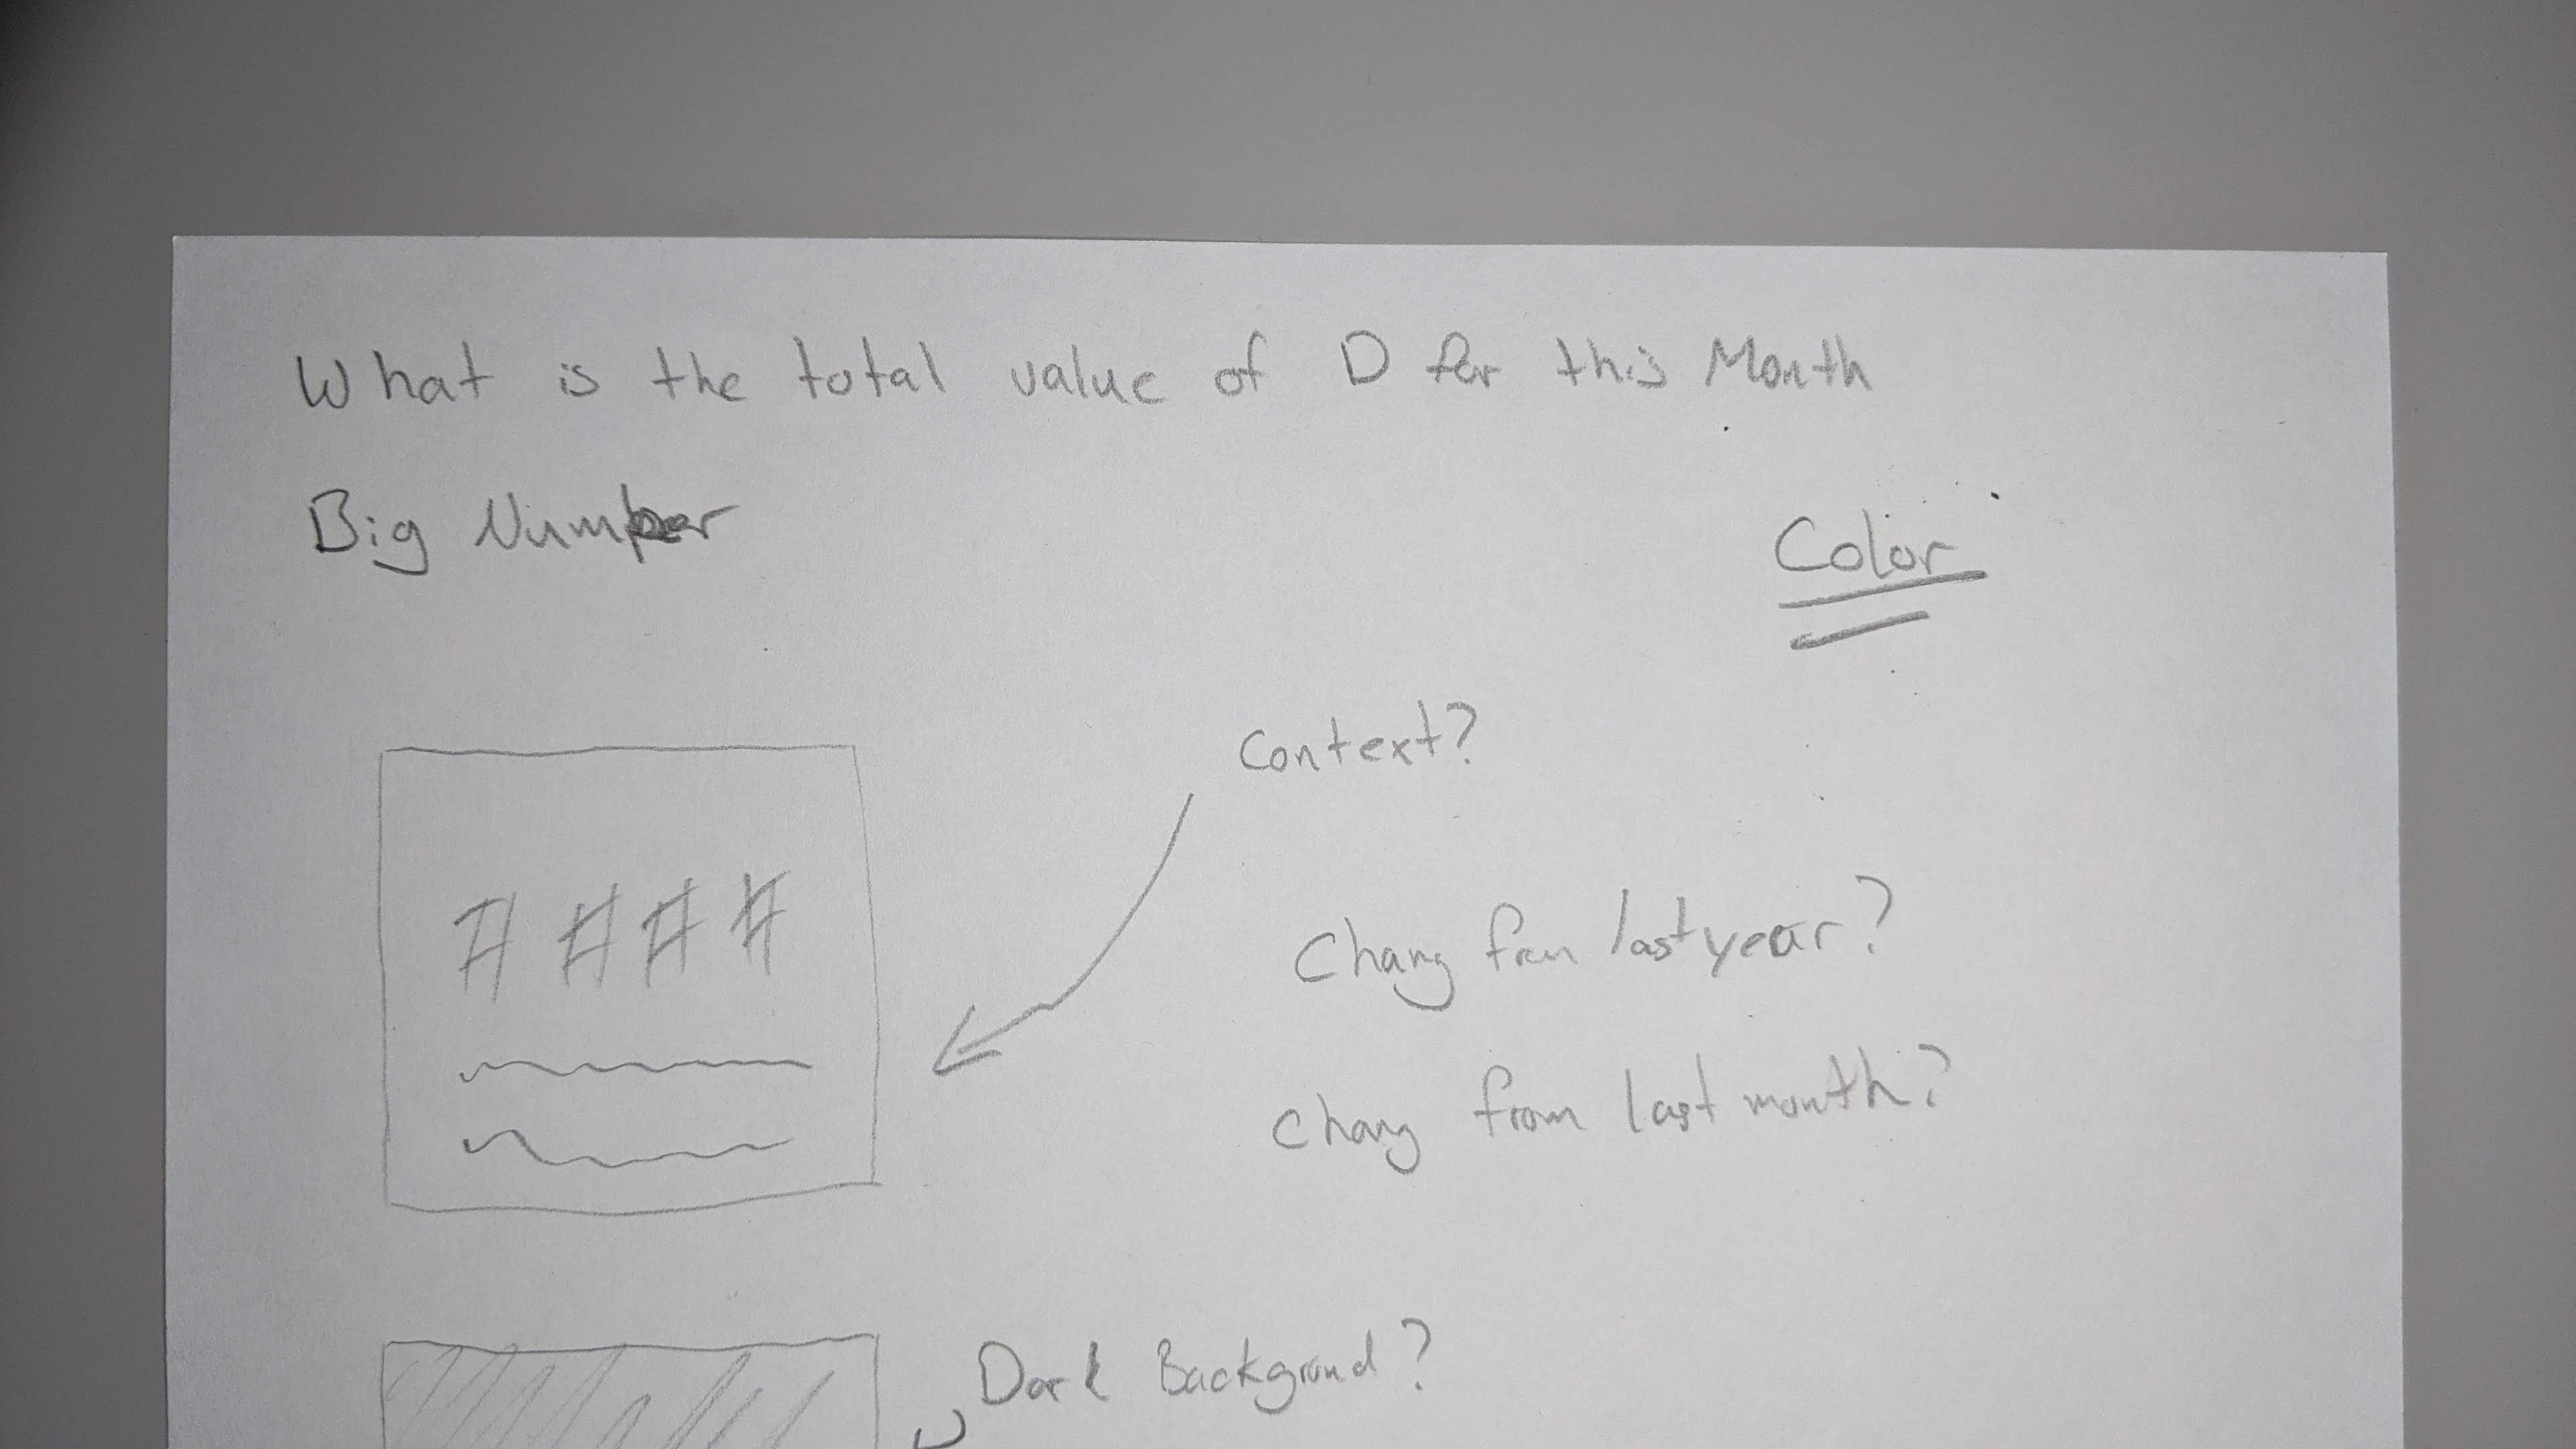 What is the total value of D for this Month
Big Number
Color
Context?
# # # #
Chang from last year?
Chang from last month?
Dark Background?